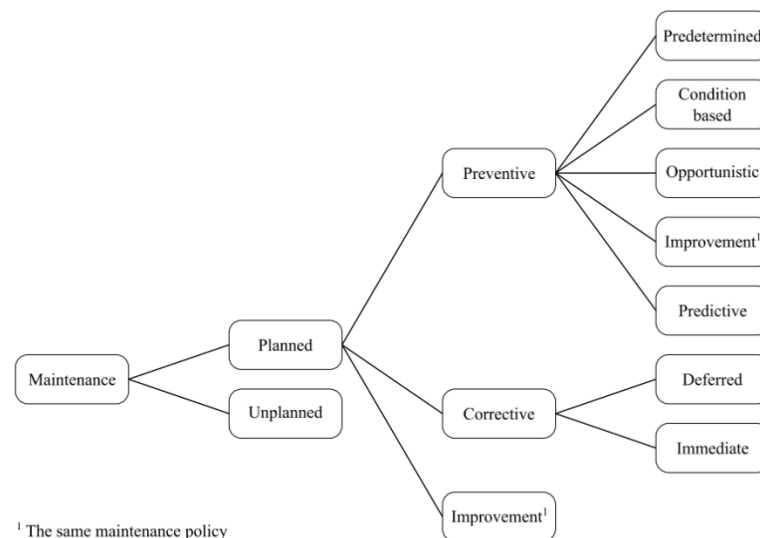 Predetermined
Condition
based
Opportunistic
Improvement¹
Predictive
Preventive
Maintenance
Planned
Unplanned
Corrective
Deferred
Immediate
Improvement¹
¹ The same maintenance policy